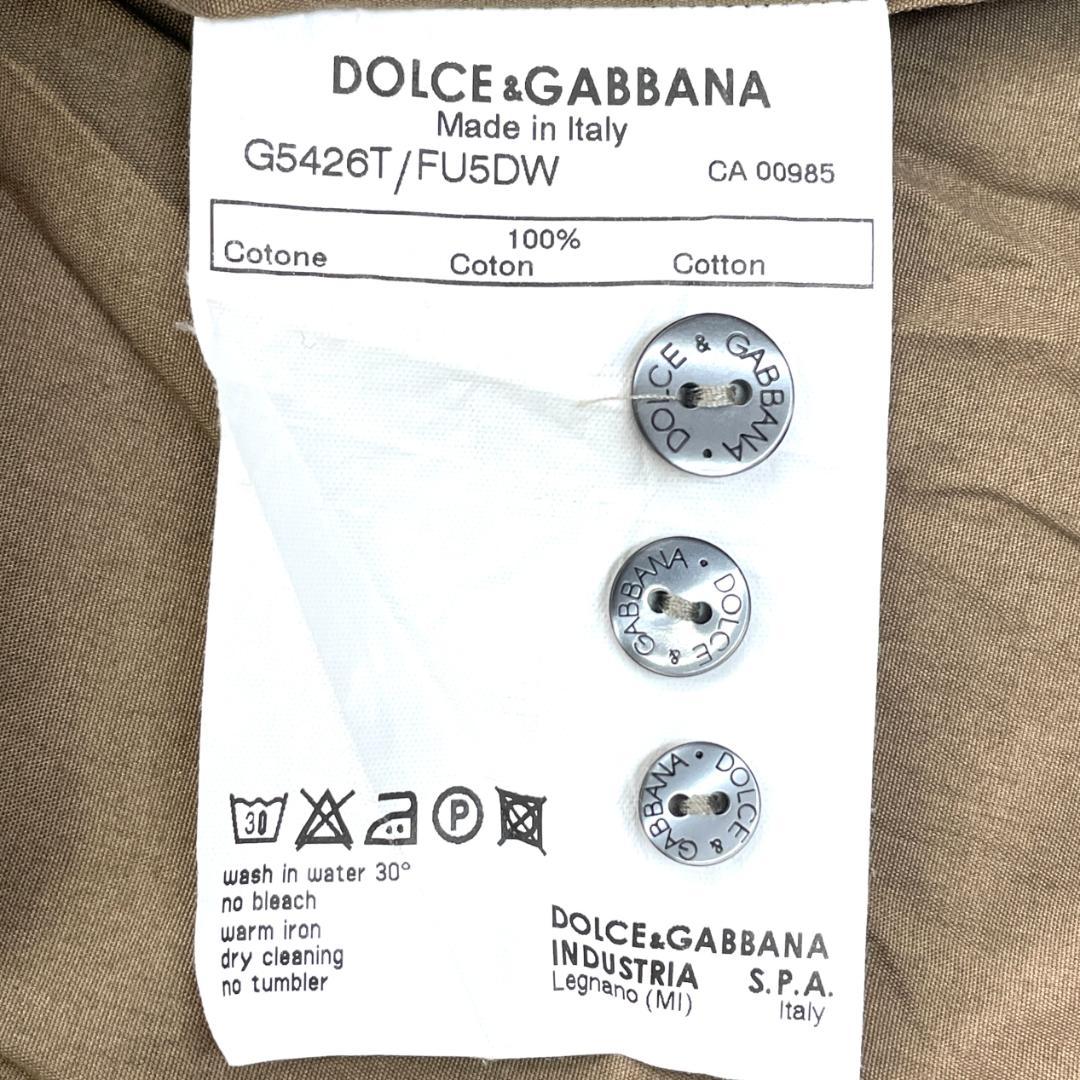 DOLCE&GABBANA
Made in Italy
G5426T/FU5DW CA 00985
100%
Cotone Coton Cotton
DOLCE & GABBANA •
DOLCE & GABBANA •
DOLCE & GABBANA •
30 P
wash in water 30°
no bleach
warm iron
dry cleaning
no tumbler
DOLCE&GABBANA
INDUSTRIA S.P.A.
Legnano (MI) Italy